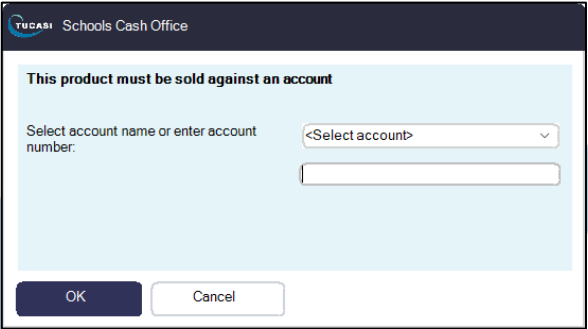 TUCASI Schools Cash Office
This product must be sold against an account
Select account name or enter account
number:
<Select account>
OK
Cancel